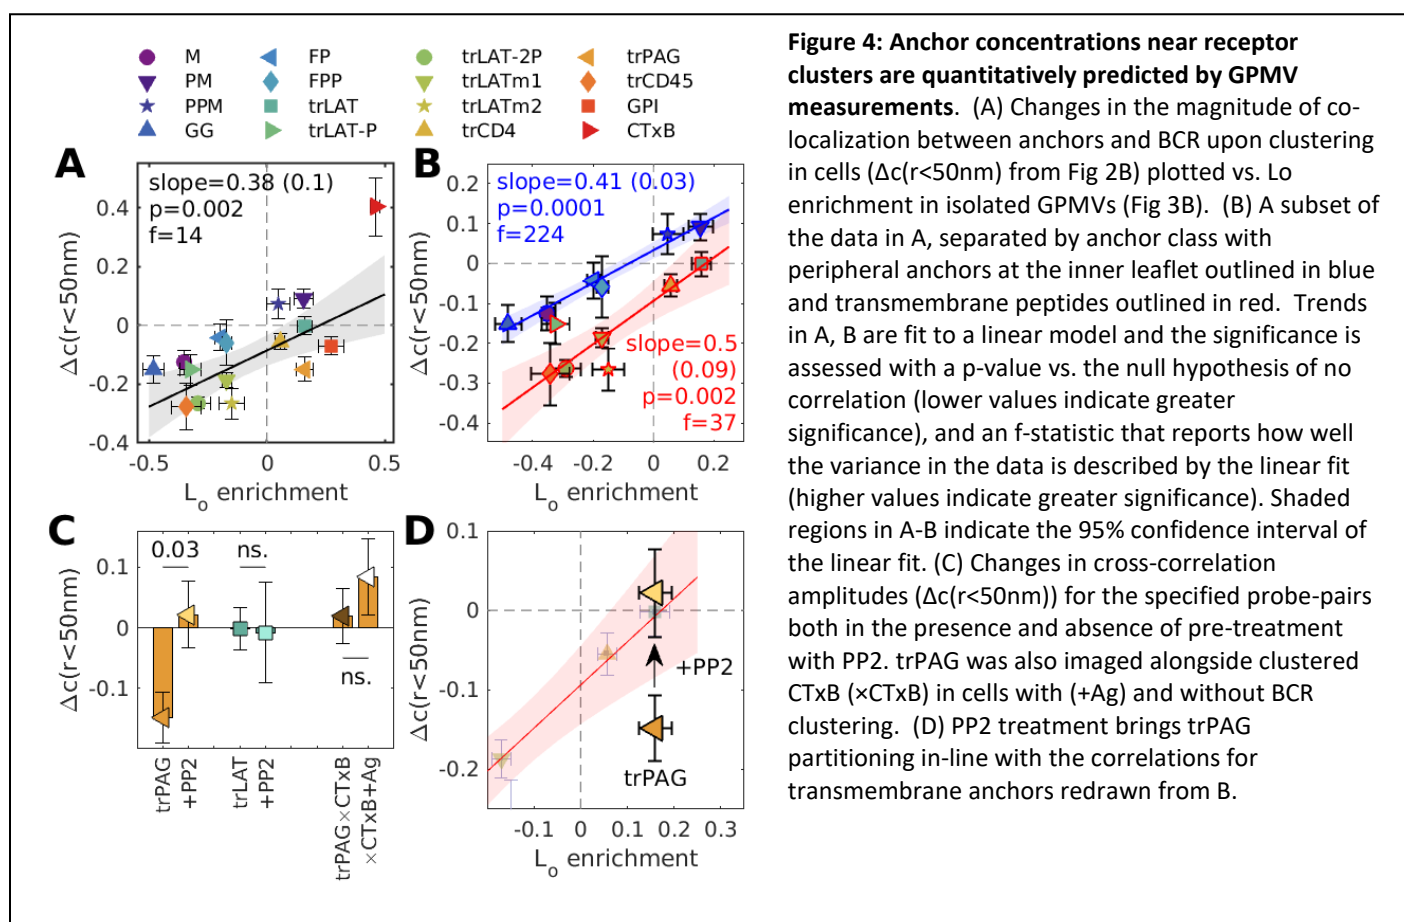 M
PM
PPM
GG
FP
FPP
trLAT
trLAT-P
trLAT-2P
trLATm1
trLATm2
trCD4
trPAG
trCD45
GPI
CTxB
A
slope=0.38 (0.1)
p=0.002
f=14
0.4
0.2
0
-0.2
-0.4
Δc(r<50nm)
-0.5
0
0.5
Lo enrichment
B
slope=0.41 (0.03)
p=0.0001
f=224
slope=0.5
(0.09)
p=0.002
f=37
0.2
0.1
0
-0.1
-0.2
-0.3
-0.4
Δc(r<50nm)
-0.4
-0.2
0
0.2
Lo enrichment
C
0.03
ns.
ns.
0.1
0
-0.1
Δc(r<50nm)
trPAG
+PP2
trLAT
+PP2
trPAG×CTxB
×CTxB+Ag
D
0.1
0
-0.1
-0.2
Δc(r<50nm)
+PP2
trPAG
-0.1
0
0.1
0.2
0.3
Lo enrichment
Figure 4: Anchor concentrations near receptor
clusters are quantitatively predicted by GPMV
measurements. (A) Changes in the magnitude of co-
localization between anchors and BCR upon clustering
in cells (Δc(r<50nm) from Fig 2B) plotted vs. Lo
enrichment in isolated GPMVs (Fig 3B). (B) A subset of
the data in A, separated by anchor class with
peripheral anchors at the inner leaflet outlined in blue
and transmembrane peptides outlined in red. Trends
in A, B are fit to a linear model and the significance is
assessed with a p-value vs. the null hypothesis of no
correlation (lower values indicate greater
significance), and an f-statistic that reports how well
the variance in the data is described by the linear fit
(higher values indicate greater significance). Shaded
regions in A-B indicate the 95% confidence interval of
the linear fit. (C) Changes in cross-correlation
amplitudes (Δc(r<50nm)) for the specified probe-pairs
both in the presence and absence of pre-treatment
with PP2. trPAG was also imaged alongside clustered
CTxB (×CTxB) in cells with (+Ag) and without BCR
clustering. (D) PP2 treatment brings trPAG
partitioning in-line with the correlations for
transmembrane anchors redrawn from B.